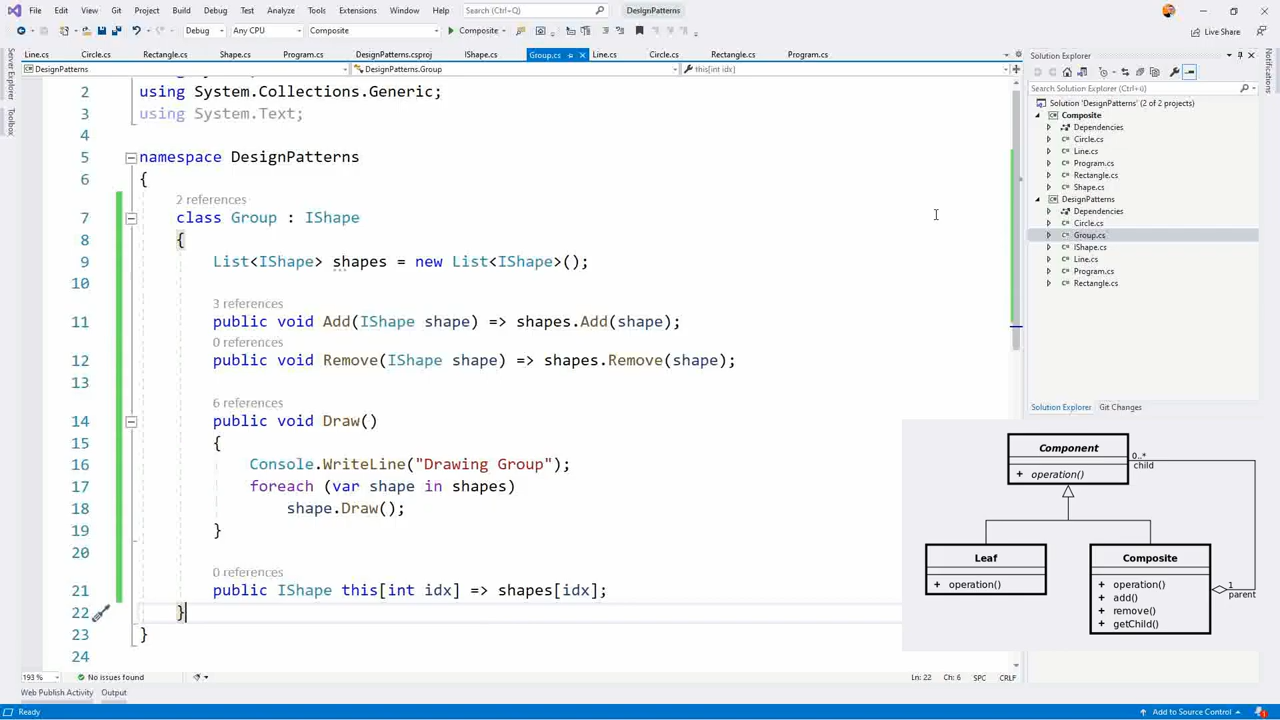 File Edit View Git Project Build Debug Test Analyze Tools Extensions Window Help Search (Ctrl+Q) DesignPatterns
Debug Any CPU Composite Composite Live Share
Line.cs Circle.cs Rectangle.cs Shape.cs Program.cs DesignPatterns.csproj IShape.cs Group.cs Line.cs Circle.cs Rectangle.cs Program.cs
DesignPatterns DesignPatterns.Group this[int idx]
Server Explorer
Toolbox
2 using System.Collections.Generic;
3 using System.Text;
4
5 namespace DesignPatterns
6 {
2 references
7 class Group : IShape
8 {
9 List<IShape> shapes = new List<IShape>();
10
3 references
11 public void Add(IShape shape) => shapes.Add(shape);
0 references
12 public void Remove(IShape shape) => shapes.Remove(shape);
13
6 references
14 public void Draw()
15 {
16 Console.WriteLine("Drawing Group");
17 foreach (var shape in shapes)
18 shape.Draw();
19 }
20
0 references
21 public IShape this[int idx] => shapes[idx];
22 }
23 }
24
193 % No issues found Ln: 22 Ch: 6 SPC CRLF
Web Publish Activity Output
Ready Add to Source Control
Solution Explorer
Search Solution Explorer (Ctrl+ù)
Solution 'DesignPatterns' (2 of 2 projects)
Composite
Dependencies
Circle.cs
Line.cs
Program.cs
Rectangle.cs
Shape.cs
DesignPatterns
Dependencies
Circle.cs
Group.cs
IShape.cs
Line.cs
Program.cs
Rectangle.cs
Solution Explorer Git Changes
Notifications
Component
+ operation()
0..*
child
Leaf
+ operation()
Composite
+ operation()
+ add()
+ remove()
+ getChild()
1
parent